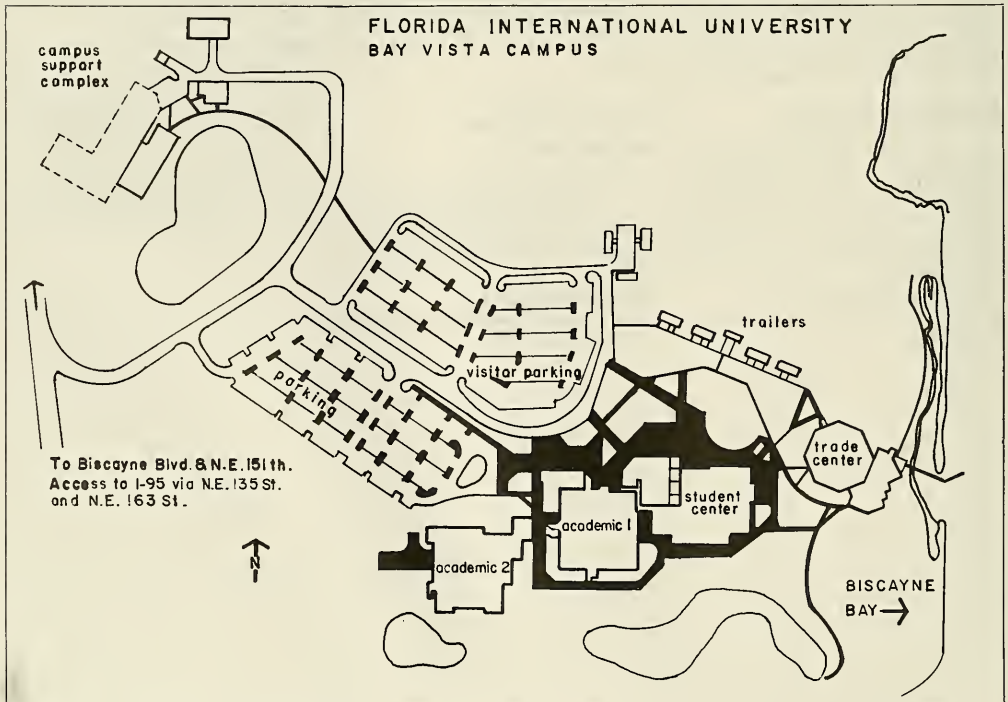 FLORIDA INTERNATIONAL UNIVERSITY
BAY VISTA CAMPUS
campus
support
complex
trailers
visitor parking
parking
trade
center
To Biscayne Blvd. & N.E. 151th.
Access to I-95 via N.E. 135 St.
and N.E. 163 St.
student
center
academic 1
N
academic 2
BISCAYNE
BAY →